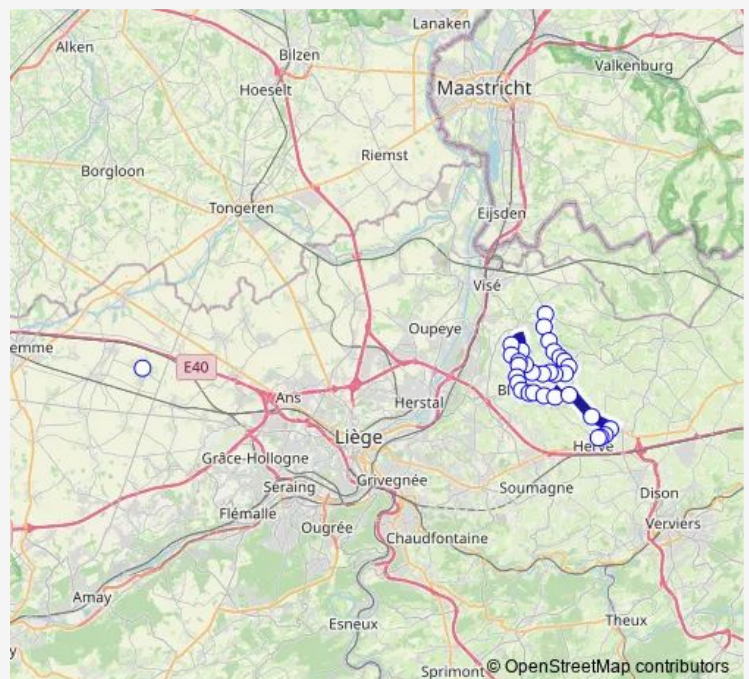 Lanaken
Alken
Bilzen
Valkenburg
Hoeselt
Maastricht
Riemst
Borgloon
Tongeren
Eijsden
Visé
Oupeye
emme
E40
Ans
Herstal
Bl
Liège
Herve
Grâce-Hollogne
Grivegnée
Seraing
Soumagne
Dison
Flémalle
Ougrée
Verviers
Chaudfontaine
Amay
Esneux
Theux
y
Sprimont
© OpenStreetMap contributors